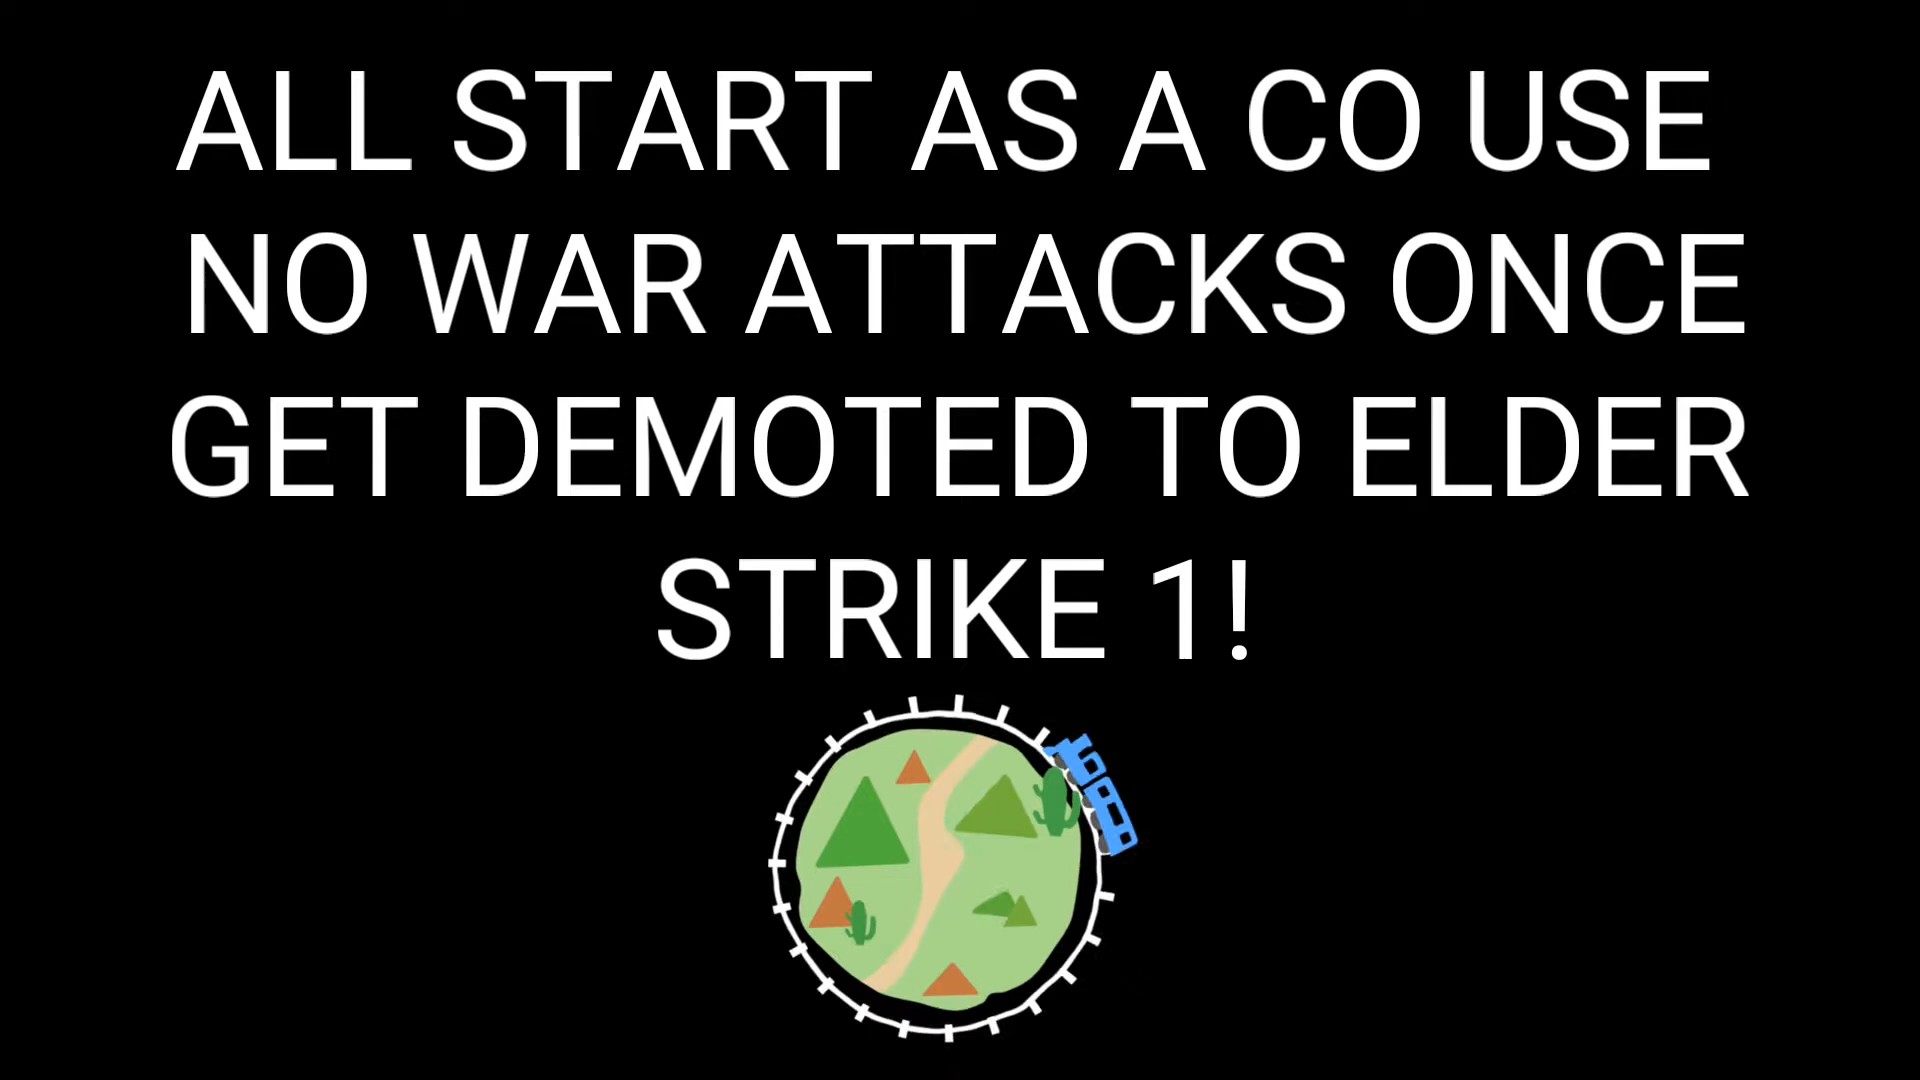 ALL START AS A CO USE
NO WAR ATTACKS ONCE
GET DEMOTED TO ELDER
STRIKE 1!